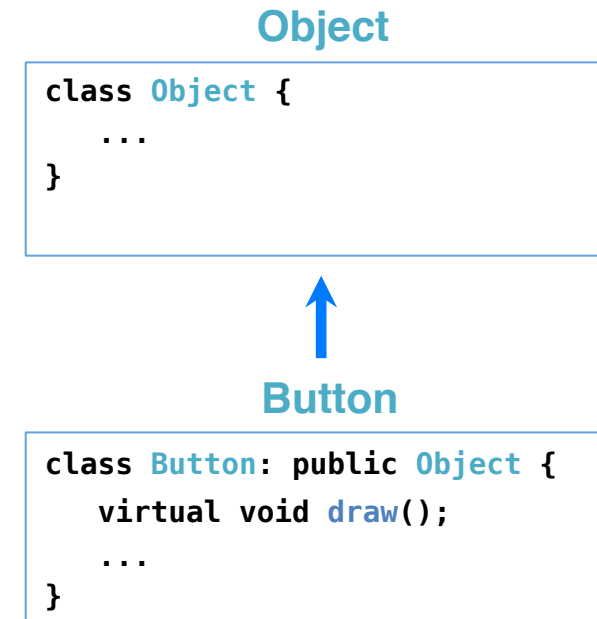 Object
class Object {
...
}
Button
class Button: public Object {
virtual void draw();
...
}